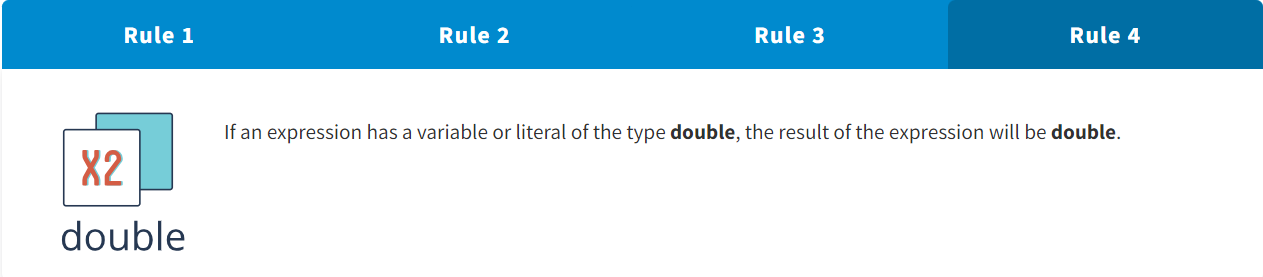 Rule 1 Rule 2 Rule 3 Rule 4
If an expression has a variable or literal of the type double, the result of the expression will be double.
X2
double